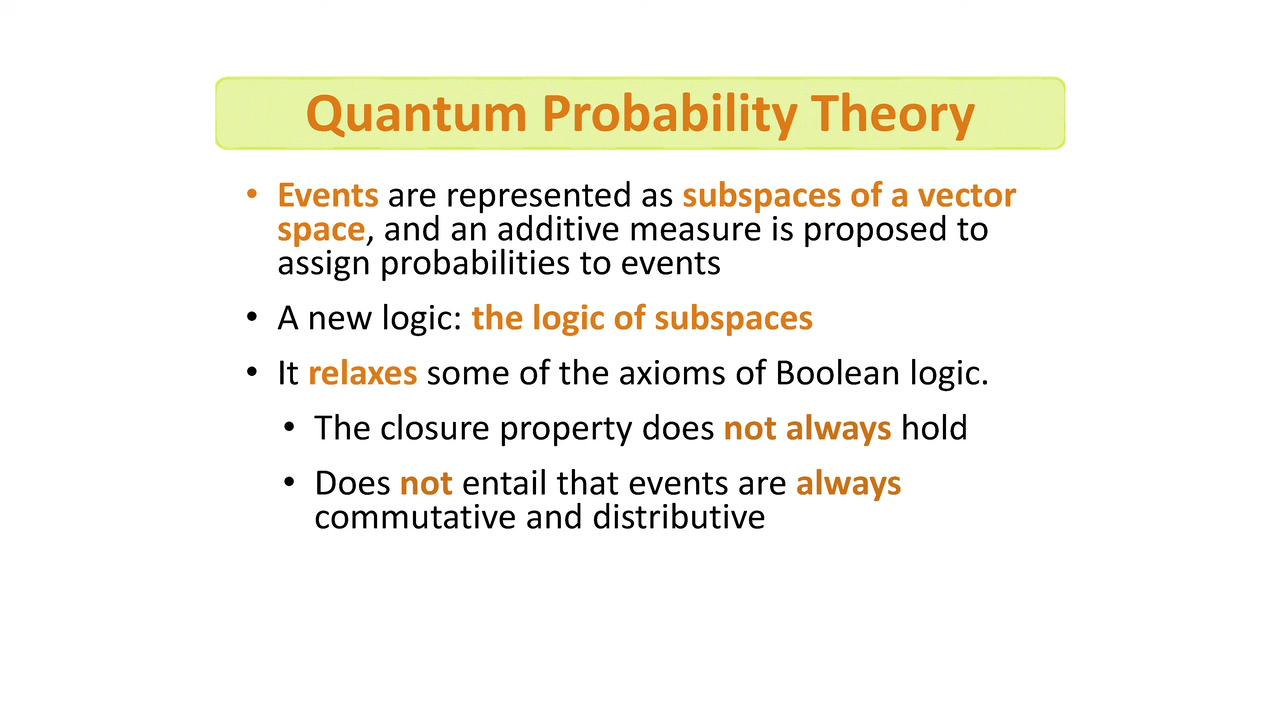 Quantum Probability Theory
• Events are represented as subspaces of a vector
space, and an additive measure is proposed to
assign probabilities to events
• A new logic: the logic of subspaces
• It relaxes some of the axioms of Boolean logic.
• The closure property does not always hold
• Does not entail that events are always
commutative and distributive